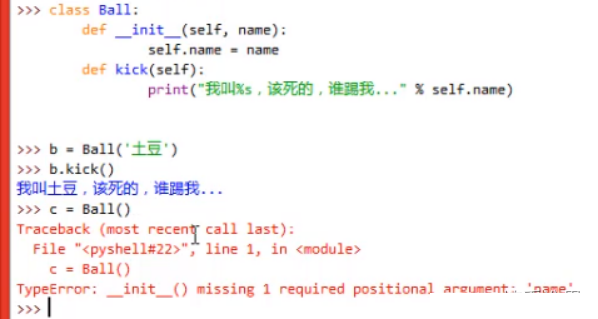 >>> class Ball:
        def __init__(self, name):
                self.name = name
        def kick(self):
                print("我叫%s，该死的，谁踢我..." % self.name)
>>> b = Ball('土豆')
>>> b.kick()
我叫土豆，该死的，谁踢我...
>>> c = Ball()
Traceback (most recent call last):
  File "<pyshell#22>", line 1, in <module>
    c = Ball()
TypeError: __init__() missing 1 required positional argument: 'name'
>>>